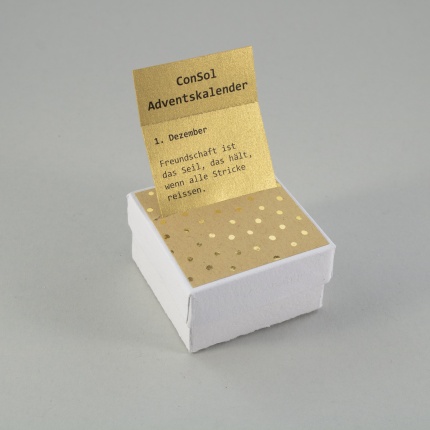 ConSol
Adventskalender
1. Dezember
Freundschaft ist
das Seil, das hält,
wenn alle Stricke
reissen.